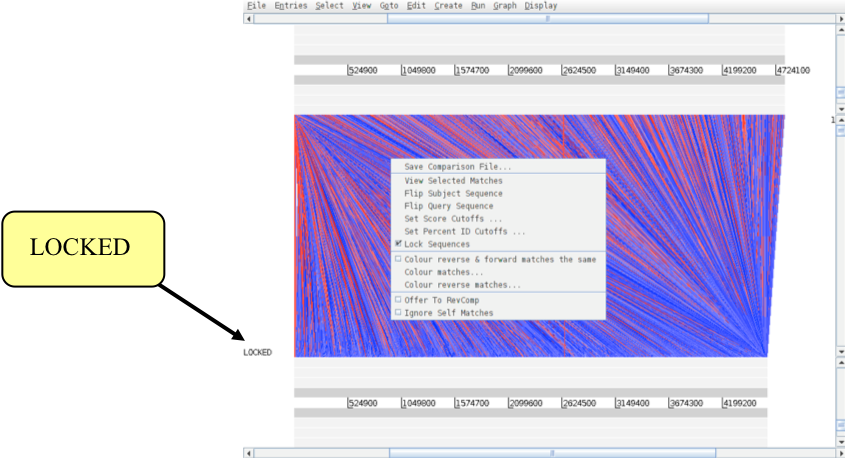 File Entries Select View Goto Edit Create Run Graph Display
524900 1049800 1574700 2099600 2624500 3149400 3674300 4199200 4724100
1
Save Comparison File...
View Selected Matches
Flip Subject Sequence
Flip Query Sequence
Set Score Cutoffs ...
Set Percent ID Cutoffs ...
Lock Sequences
Colour reverse & forward matches the same
Colour matches...
Colour reverse matches...
Offer To RevComp
Ignore Self Matches
LOCKED
LOCKED
524900 1049800 1574700 2099600 2624500 3149400 3674300 4199200